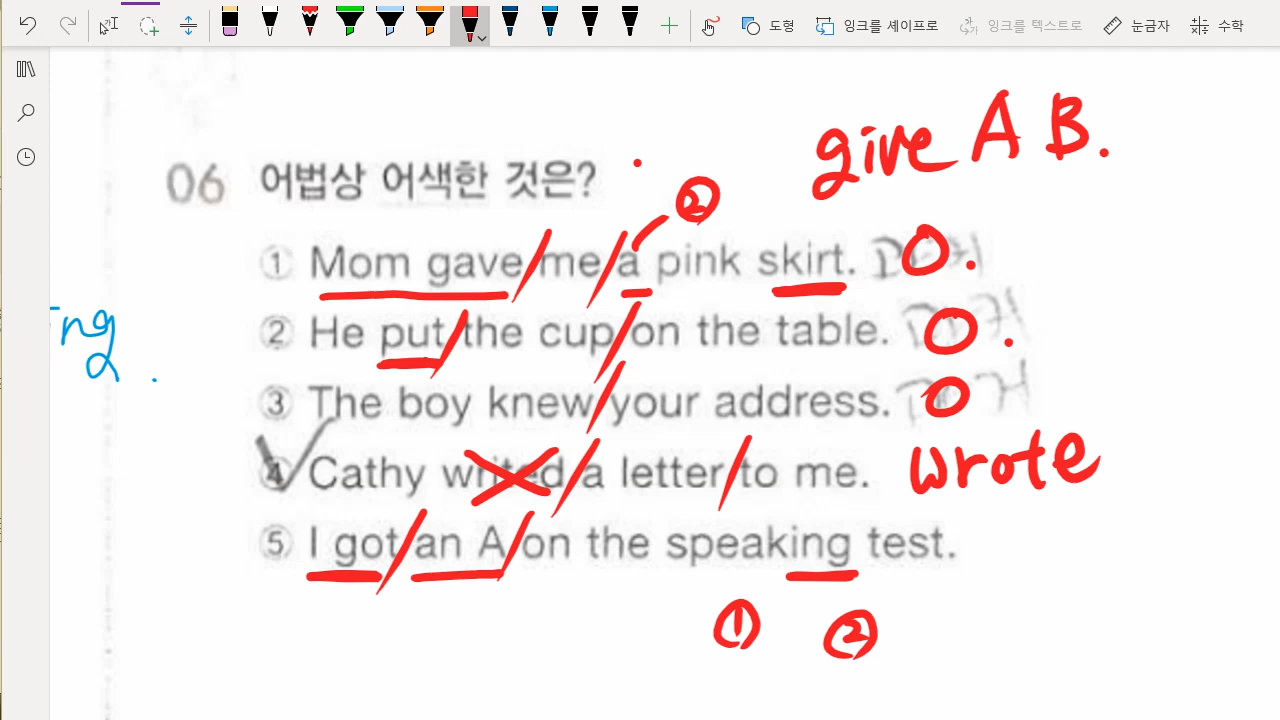 도형 잉크를 셰이프로 잉크를 텍스트로 눈금자 수학
give A B.
06 어법상 어색한 것은?
②
① Mom gave me a pink skirt. O.
② He put the cup on the table. O.
ing
③ The boy knew your address. O
④ Cathy writed a letter to me. wrote
⑤ I got an A on the speaking test.
① ②